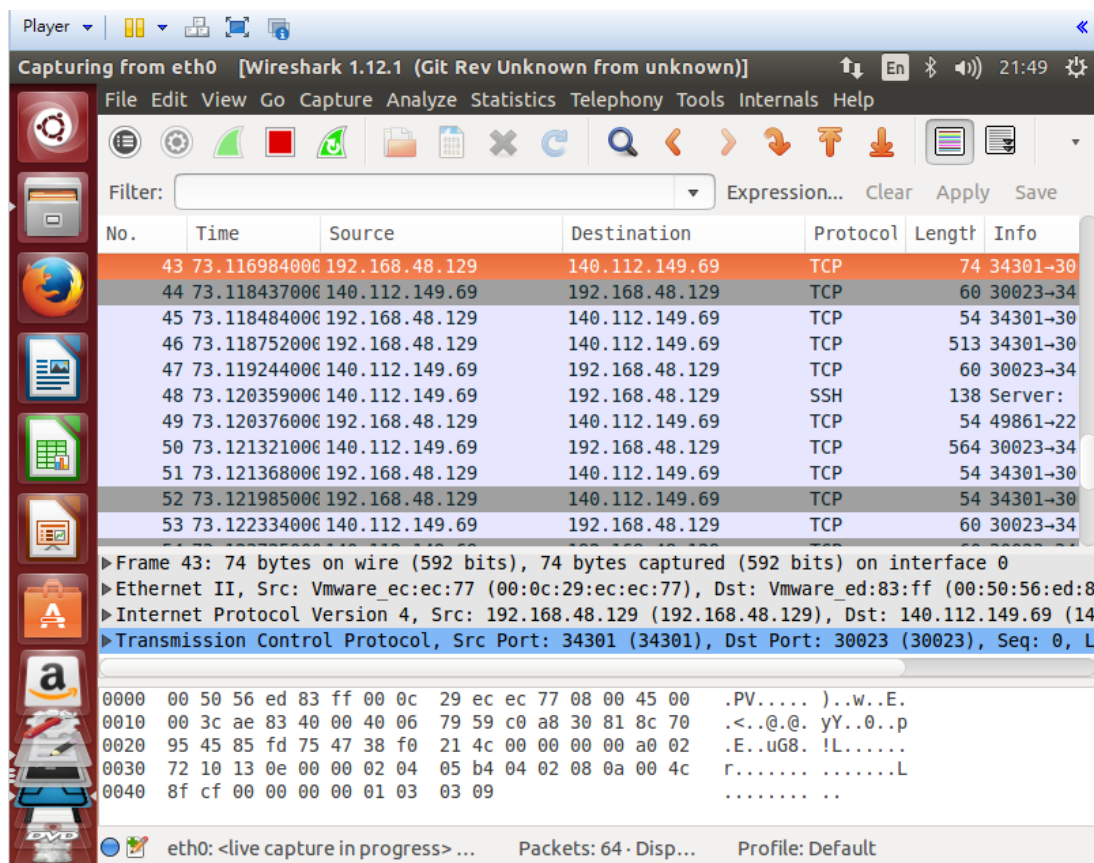 Player
Capturing from eth0 [Wireshark 1.12.1 (Git Rev Unknown from unknown)] En 21:49
File Edit View Go Capture Analyze Statistics Telephony Tools Internals Help
Filter: Expression... Clear Apply Save
No. Time Source Destination Protocol Length Info
43 73.116984000 192.168.48.129 140.112.149.69 TCP 74 34301→30
44 73.118437000 140.112.149.69 192.168.48.129 TCP 60 30023→34
45 73.118484000 192.168.48.129 140.112.149.69 TCP 54 34301→30
46 73.118752000 192.168.48.129 140.112.149.69 TCP 513 34301→30
47 73.119244000 140.112.149.69 192.168.48.129 TCP 60 30023→34
48 73.120359000 140.112.149.69 192.168.48.129 SSH 138 Server:
49 73.120376000 192.168.48.129 140.112.149.69 TCP 54 49861→22
50 73.121321000 140.112.149.69 192.168.48.129 TCP 564 30023→34
51 73.121368000 192.168.48.129 140.112.149.69 TCP 54 34301→30
52 73.121985000 192.168.48.129 140.112.149.69 TCP 54 34301→30
53 73.122334000 140.112.149.69 192.168.48.129 TCP 60 30023→34
Frame 43: 74 bytes on wire (592 bits), 74 bytes captured (592 bits) on interface 0
Ethernet II, Src: Vmware_ec:ec:77 (00:0c:29:ec:ec:77), Dst: Vmware_ed:83:ff (00:50:56:ed:8
Internet Protocol Version 4, Src: 192.168.48.129 (192.168.48.129), Dst: 140.112.149.69 (14
Transmission Control Protocol, Src Port: 34301 (34301), Dst Port: 30023 (30023), Seq: 0, L
0000 00 50 56 ed 83 ff 00 0c 29 ec ec 77 08 00 45 00 .PV..... )..w..E.
0010 00 3c ae 83 40 00 40 06 79 59 c0 a8 30 81 8c 70 .<..@.@. yY..0..p
0020 95 45 85 fd 75 47 38 f0 21 4c 00 00 00 00 a0 02 .E..uG8. !L......
0030 72 10 13 0e 00 00 02 04 05 b4 04 02 08 0a 00 4c r....... .......L
0040 8f cf 00 00 00 00 01 03 03 09 ........ ..
eth0: <live capture in progress> ... Packets: 64 · Disp... Profile: Default
a
DVD